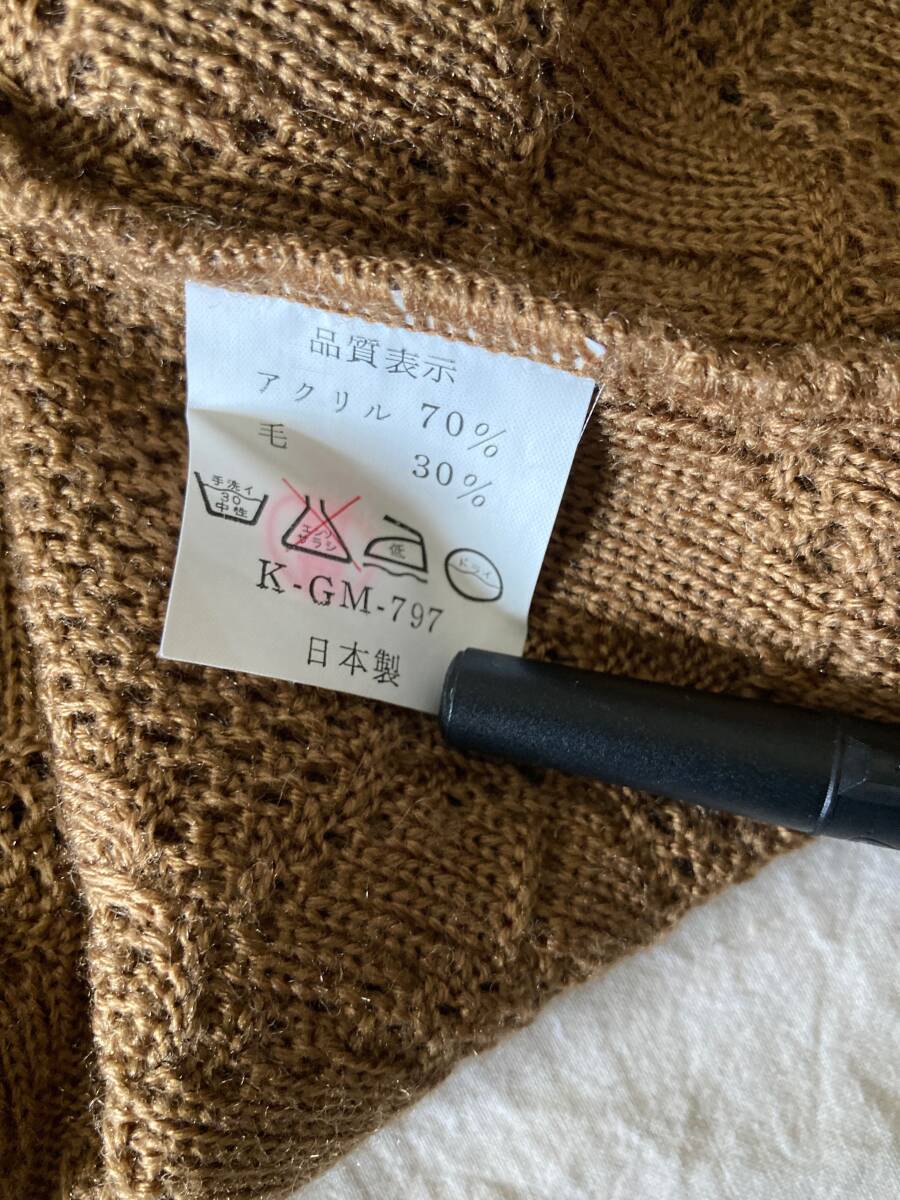 品質表示
アクリル 70%
毛 30%
手洗イ
30
中性
エンソ
サラシ
低
ドライ
K-GM-797
日本製